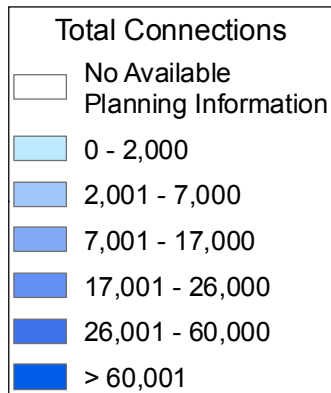 Total Connections
No Available
Planning Information
0 - 2,000
2,001 - 7,000
7,001 - 17,000
17,001 - 26,000
26,001 - 60,000
> 60,001